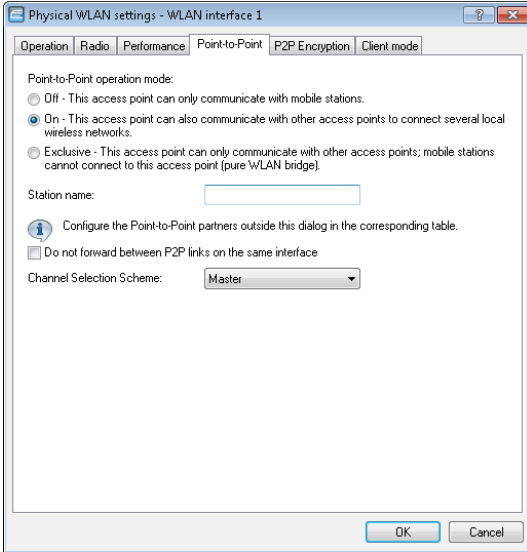 Physical WLAN settings - WLAN interface 1
Operation Radio Performance Point-to-Point P2P Encryption Client mode
Point-to-Point operation mode:
Off - This access point can only communicate with mobile stations.
On - This access point can also communicate with other access points to connect several local
wireless networks.
Exclusive - This access point can only communicate with other access points; mobile stations
cannot connect to this access point (pure WLAN bridge).
Station name:
Configure the Point-to-Point partners outside this dialog in the corresponding table.
Do not forward between P2P links on the same interface
Channel Selection Scheme: Master
OK Cancel